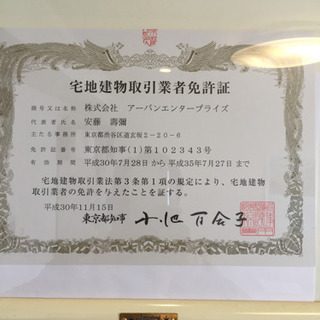 宅地建物取引業者免許証
商号又は名称 株式会社 アーバンエンタープライズ
代表者氏名 安藤 壽彌
主たる事務所 東京都渋谷区道玄坂2-20-6
免許証番号 東京都知事(1)第102343号
有効期間 平成30年7月28日 から 平成35年7月27日 まで
宅地建物取引業法第3条第1項の規定により、宅地建物
取引業者の免許を与えたことを証する。
平成30年11月15日
東京都知事 小池百合子